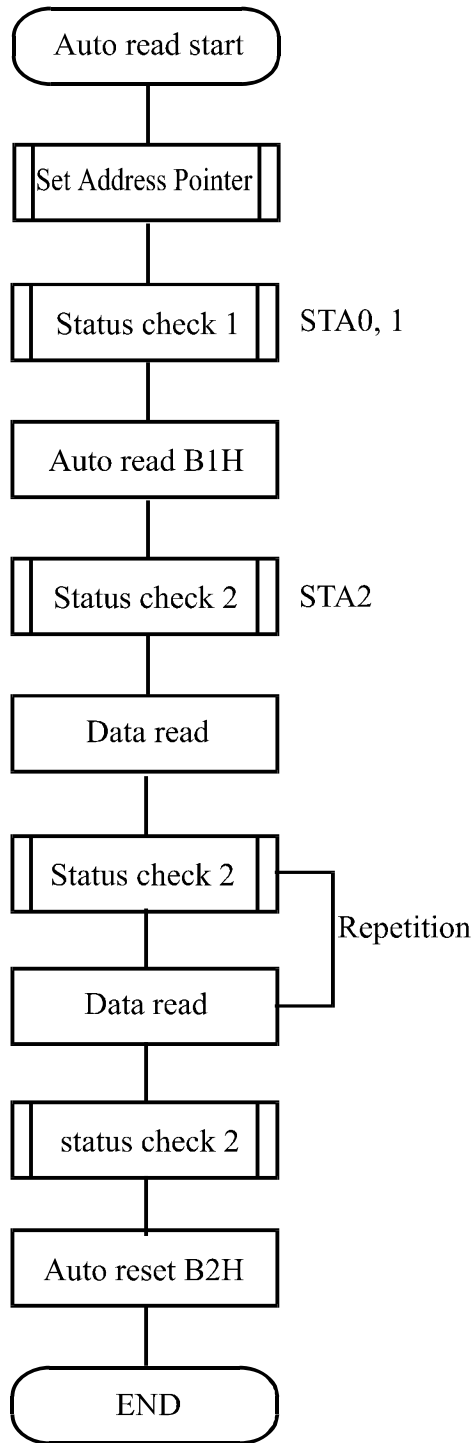 Auto read start
Set Address Pointer
Status check 1
STA0, 1
Auto read B1H
Status check 2
STA2
Data read
Status check 2
Repetition
Data read
status check 2
Auto reset B2H
END